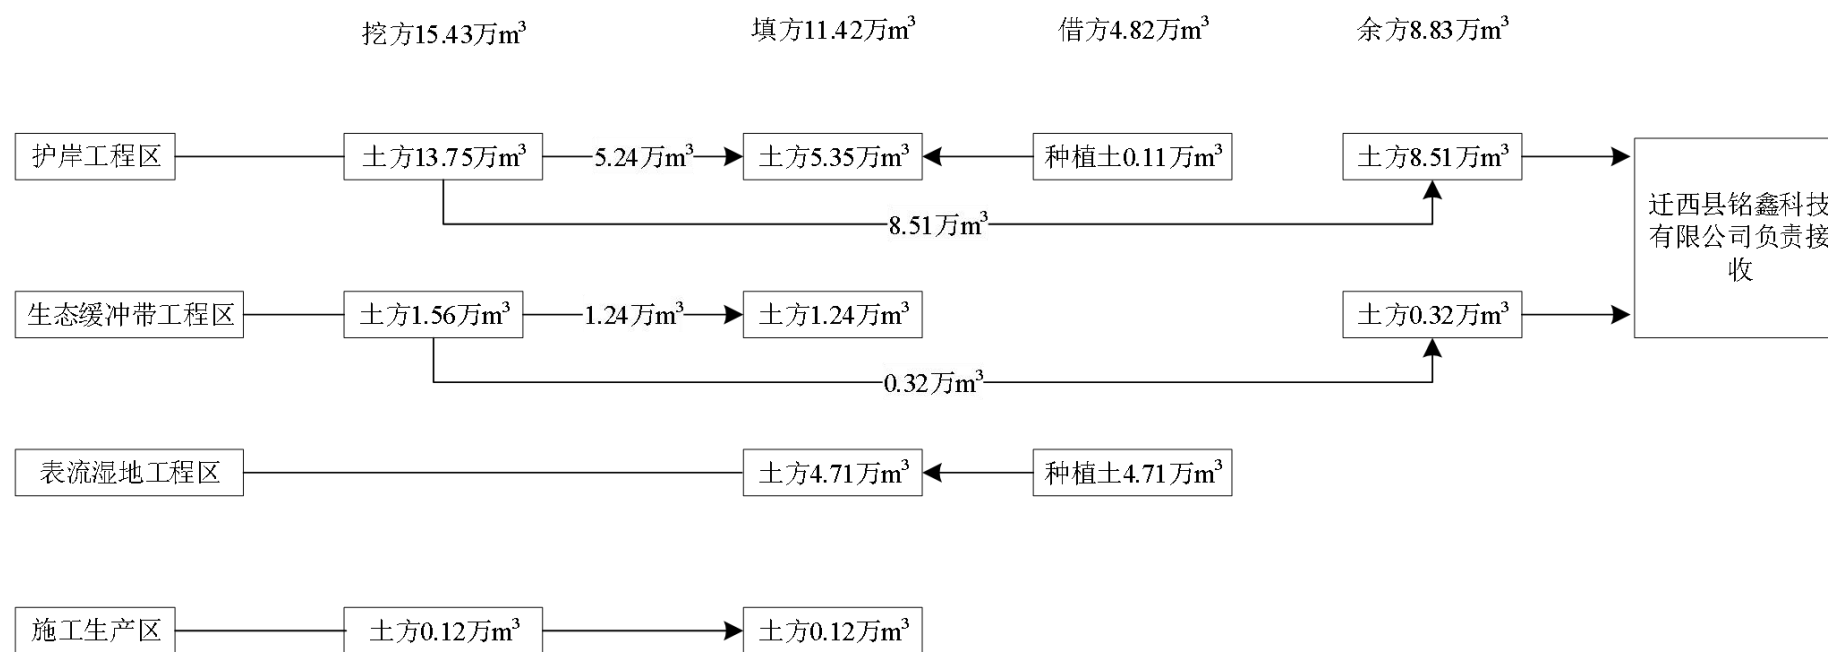 挖方15.43万m³ 填方11.42万m³ 借方4.82万m³ 余方8.83万m³
护岸工程区 土方13.75万m³ 5.24万m³ 土方5.35万m³ 种植土0.11万m³ 土方8.51万m³
8.51万m³
迁西县铭鑫科技
有限公司负责接
收
生态缓冲带工程区 土方1.56万m³ 1.24万m³ 土方1.24万m³ 土方0.32万m³
0.32万m³
表流湿地工程区 土方4.71万m³ 种植土4.71万m³
施工生产区 土方0.12万m³ 土方0.12万m³